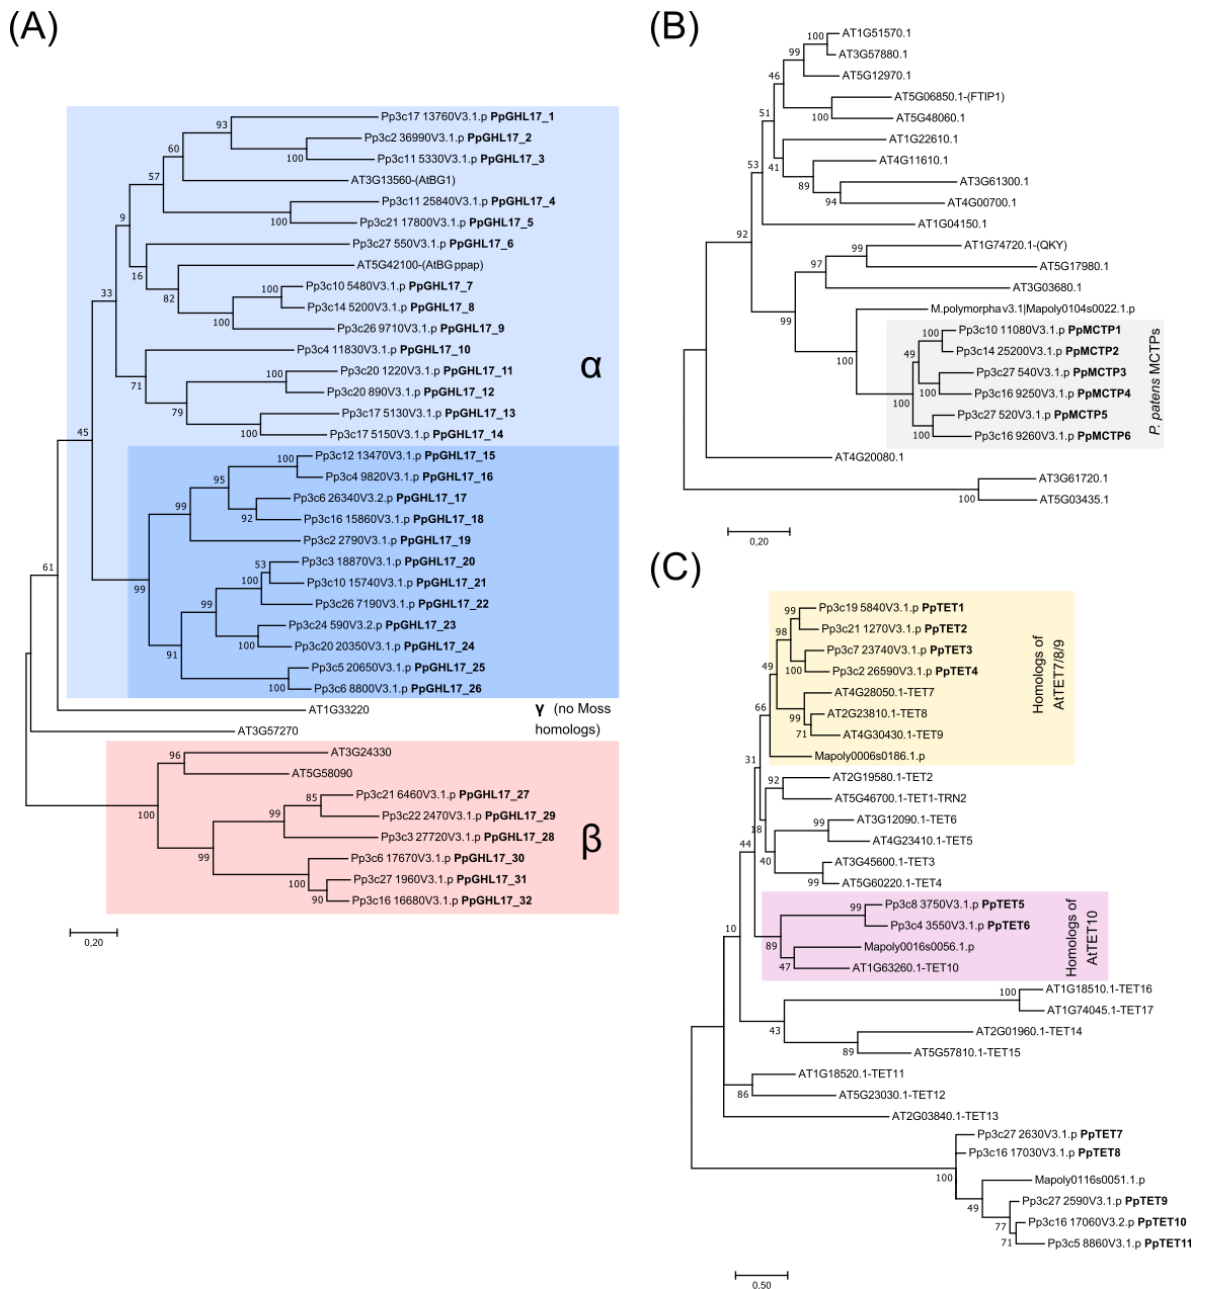 (A)
93
Pp3c17 13760V3.1.p PpGHL17_1
Pp3c2 36990V3.1.p PpGHL17_2
60
100
Pp3c11 5330V3.1.p PpGHL17_3
57
AT3G13560-(AtBG1)
Pp3c11 25840V3.1.p PpGHL17_4
9
100
Pp3c21 17800V3.1.p PpGHL17_5
Pp3c27 550V3.1.p PpGHL17_6
16
AT5G42100-(AtBG ppap)
33
82
100
Pp3c10 5480V3.1.p PpGHL17_7
Pp3c14 5200V3.1.p PpGHL17_8
100
Pp3c26 9710V3.1.p PpGHL17_9
Pp3c4 11830V3.1.p PpGHL17_10
α
71
100
Pp3c20 1220V3.1.p PpGHL17_11
Pp3c20 890V3.1.p PpGHL17_12
79
Pp3c17 5130V3.1.p PpGHL17_13
100
Pp3c17 5150V3.1.p PpGHL17_14
45
100
Pp3c12 13470V3.1.p PpGHL17_15
95
Pp3c4 9820V3.1.p PpGHL17_16
99
Pp3c6 26340V3.2.p PpGHL17_17
92
Pp3c16 15860V3.1.p PpGHL17_18
Pp3c2 2790V3.1.p PpGHL17_19
53
Pp3c3 18870V3.1.p PpGHL17_20
61
99
100
Pp3c10 15740V3.1.p PpGHL17_21
99
Pp3c26 7190V3.1.p PpGHL17_22
Pp3c24 590V3.2.p PpGHL17_23
100
Pp3c20 20350V3.1.p PpGHL17_24
91
Pp3c5 20650V3.1.p PpGHL17_25
100
Pp3c6 8800V3.1.p PpGHL17_26
AT1G33220
γ (no Moss
homologs)
AT3G57270
96
AT3G24330
AT5G58090
100
85
Pp3c21 6460V3.1.p PpGHL17_27
99
Pp3c22 2470V3.1.p PpGHL17_29
Pp3c3 27720V3.1.p PpGHL17_28
β
99
Pp3c6 17670V3.1.p PpGHL17_30
100
Pp3c27 1960V3.1.p PpGHL17_31
90
Pp3c16 16680V3.1.p PpGHL17_32
0,20
(B)
100
AT1G51570.1
99
AT3G57880.1
46
AT5G12970.1
AT5G06850.1-(FTIP1)
51
100
AT5G48060.1
AT1G22610.1
53
41
AT4G11610.1
89
AT3G61300.1
94
AT4G00700.1
AT1G04150.1
92
99
AT1G74720.1-(QKY)
97
AT5G17980.1
AT3G03680.1
99
M.polymorpha v3.1|Mapoly0104s0022.1.p
100
100
Pp3c10 11080V3.1.p PpMCTP1
49
Pp3c14 25200V3.1.p PpMCTP2
Pp3c27 540V3.1.p PpMCTP3
100
Pp3c16 9250V3.1.p PpMCTP4
100
Pp3c27 520V3.1.p PpMCTP5
100
Pp3c16 9260V3.1.p PpMCTP6
P. patens MCTPs
AT4G20080.1
AT3G61720.1
100
AT5G03435.1
0,20
(C)
99
Pp3c19 5840V3.1.p PpTET1
98
Pp3c21 1270V3.1.p PpTET2
Pp3c7 23740V3.1.p PpTET3
49
100
Pp3c2 26590V3.1.p PpTET4
AT4G28050.1-TET7
66
99
AT2G23810.1-TET8
71
AT4G30430.1-TET9
Mapoly0006s0186.1.p
Homologs of
AtTET7/8/9
31
92
AT2G19580.1-TET2
AT5G46700.1-TET1-TRN2
18
99
AT3G12090.1-TET6
AT4G23410.1-TET5
44
40
AT3G45600.1-TET3
99
AT5G60220.1-TET4
99
Pp3c8 3750V3.1.p PpTET5
Pp3c4 3550V3.1.p PpTET6
10
89
Mapoly0016s0056.1.p
47
AT1G63260.1-TET10
Homologs of
AtTET10
100
AT1G18510.1-TET16
AT1G74045.1-TET17
43
AT2G01960.1-TET14
89
AT5G57810.1-TET15
AT1G18520.1-TET11
86
AT5G23030.1-TET12
AT2G03840.1-TET13
Pp3c27 2630V3.1.p PpTET7
Pp3c16 17030V3.1.p PpTET8
100
Mapoly0116s0051.1.p
49
Pp3c27 2590V3.1.p PpTET9
77
Pp3c16 17060V3.2.p PpTET10
71
Pp3c5 8860V3.1.p PpTET11
0.50